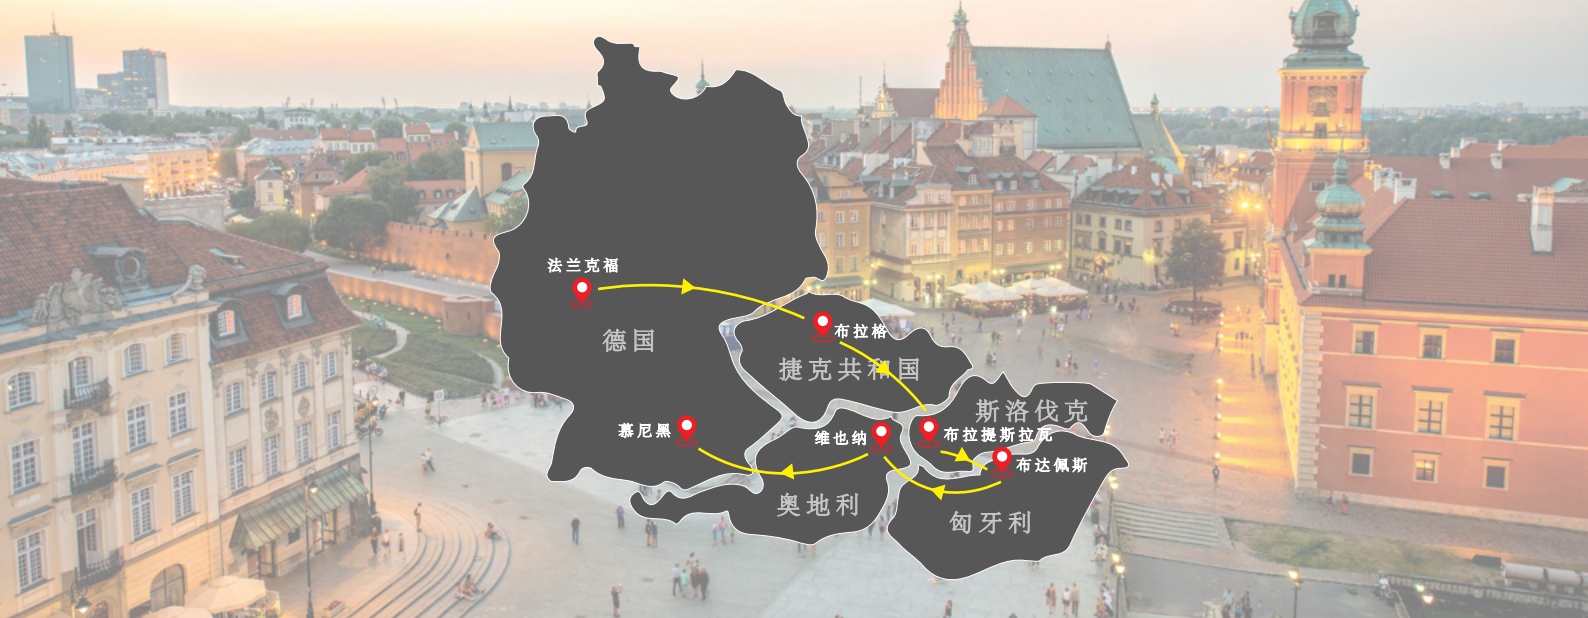 法兰克福
布拉格
德国
捷克共和国
斯洛伐克
慕尼黑
维也纳
布拉提斯拉瓦
布达佩斯
奥地利
匈牙利